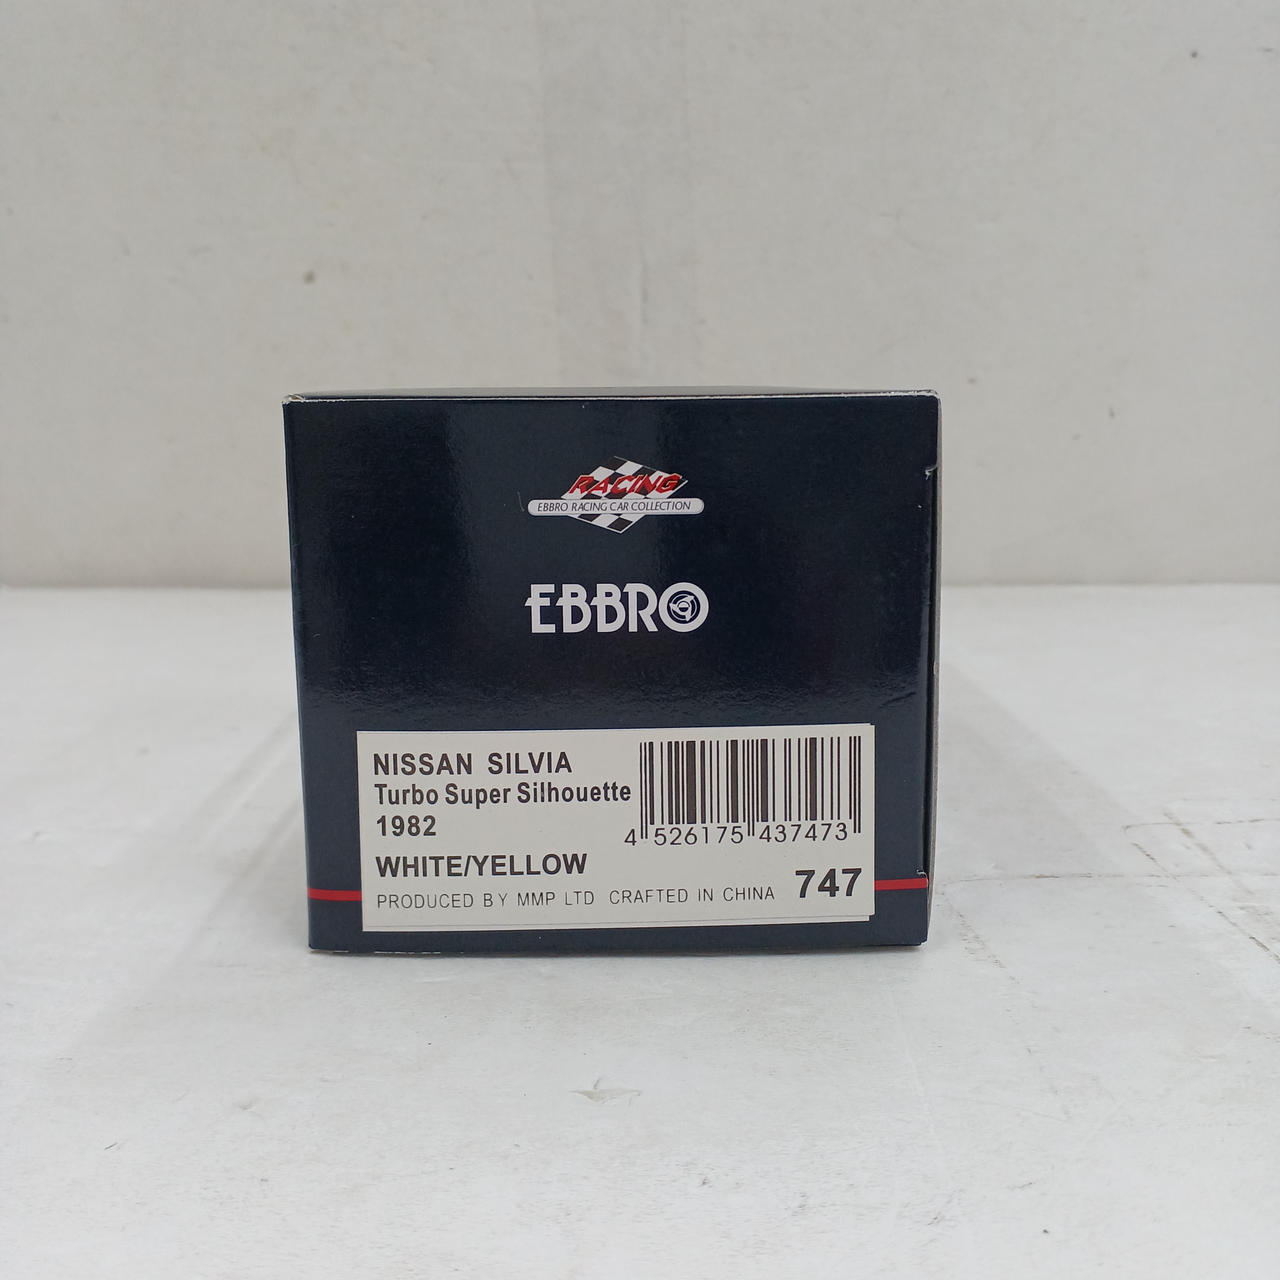 RACING
EBBRO RACING CAR COLLECTION
EBBRO
NISSAN SILVIA
Turbo Super Silhouette
1982
4 526175 437473
WHITE/YELLOW
PRODUCED BY MMP LTD CRAFTED IN CHINA
747